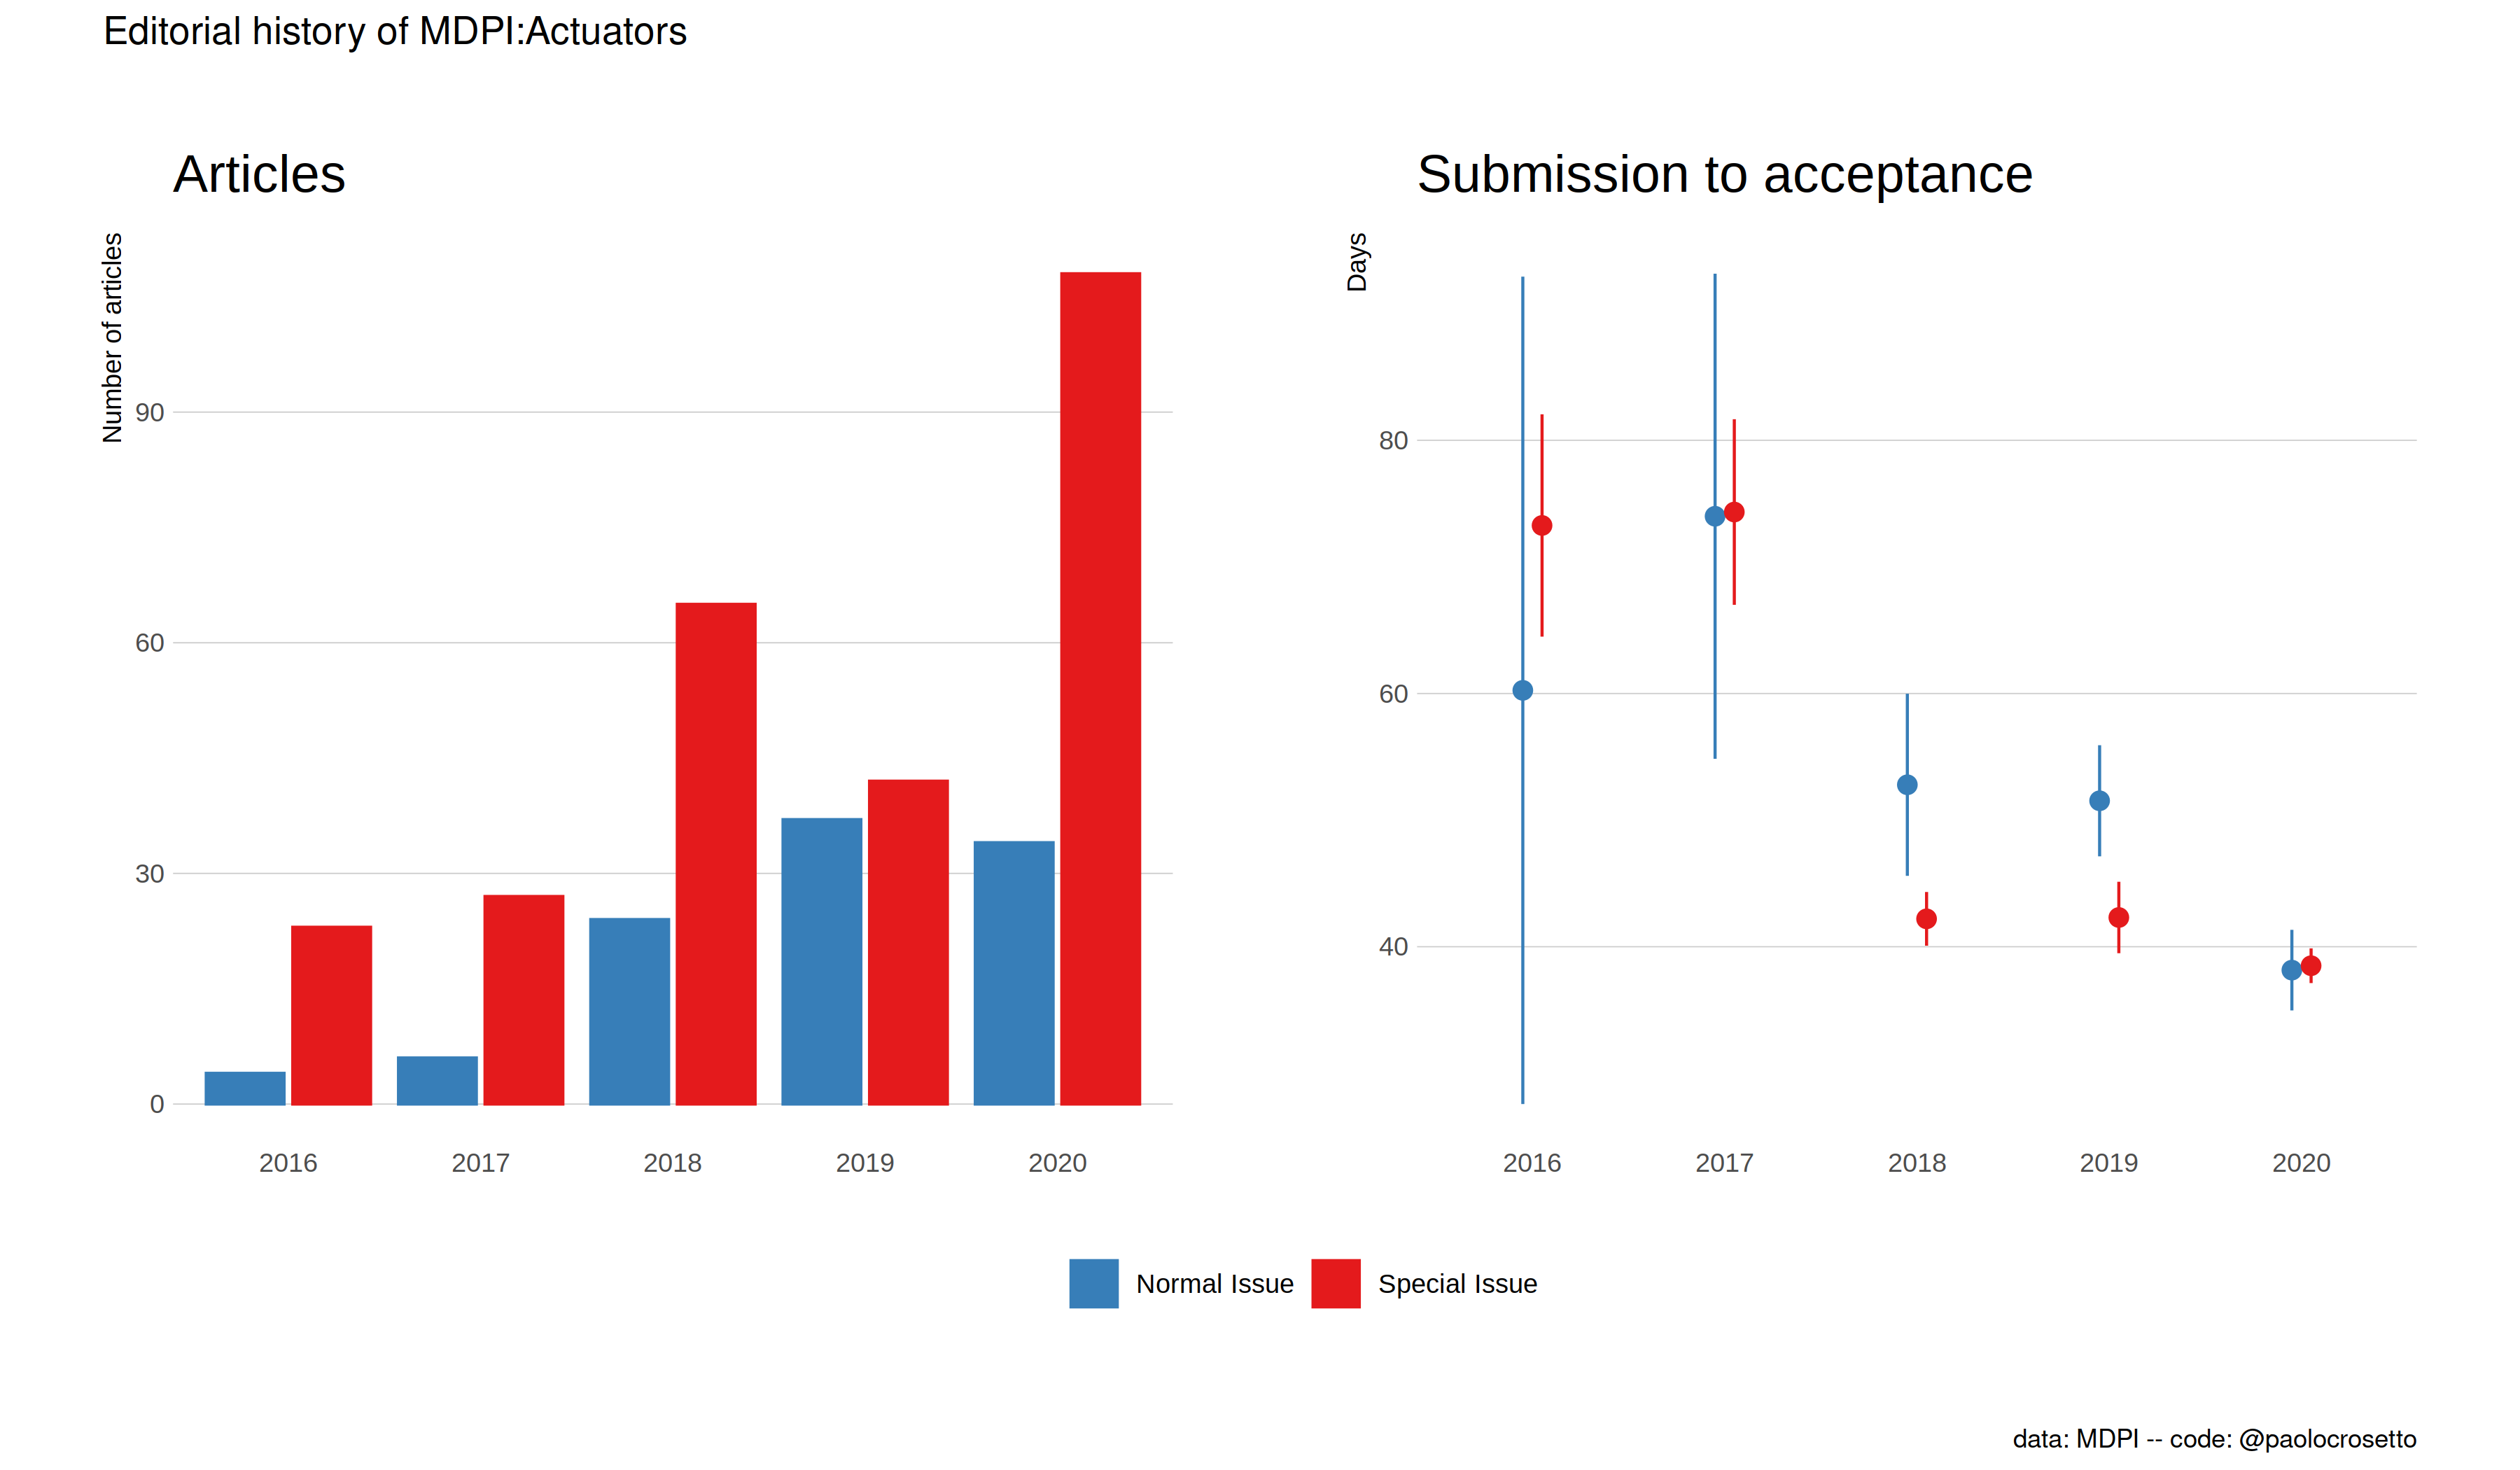 Editorial history of MDPI:Actuators
Articles
Number of articles
90
60
30
0
2016 2017 2018 2019 2020
Submission to acceptance
Days
80
60
40
2016 2017 2018 2019 2020
Normal Issue Special Issue
data: MDPI -- code: @paolocrosetto